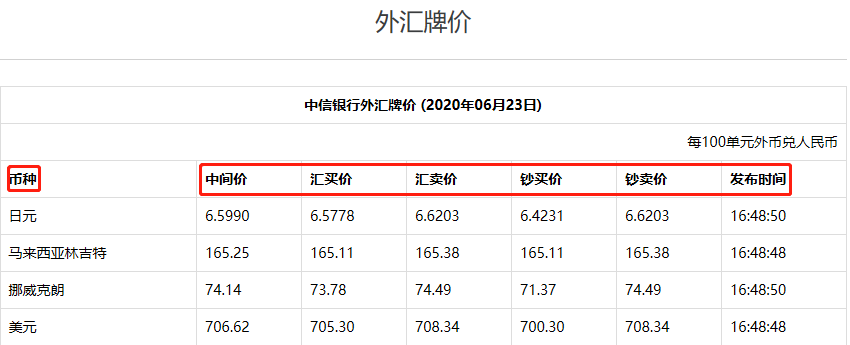 外汇牌价
中信银行外汇牌价 (2020年06月23日)
每100单元外币兑人民币
币种 中间价 汇买价 汇卖价 钞买价 钞卖价 发布时间
日元 6.5990 6.5778 6.6203 6.4231 6.6203 16:48:50
马来西亚林吉特 165.25 165.11 165.38 165.11 165.38 16:48:48
挪威克朗 74.14 73.78 74.49 71.37 74.49 16:48:50
美元 706.62 705.30 708.34 700.30 708.34 16:48:48